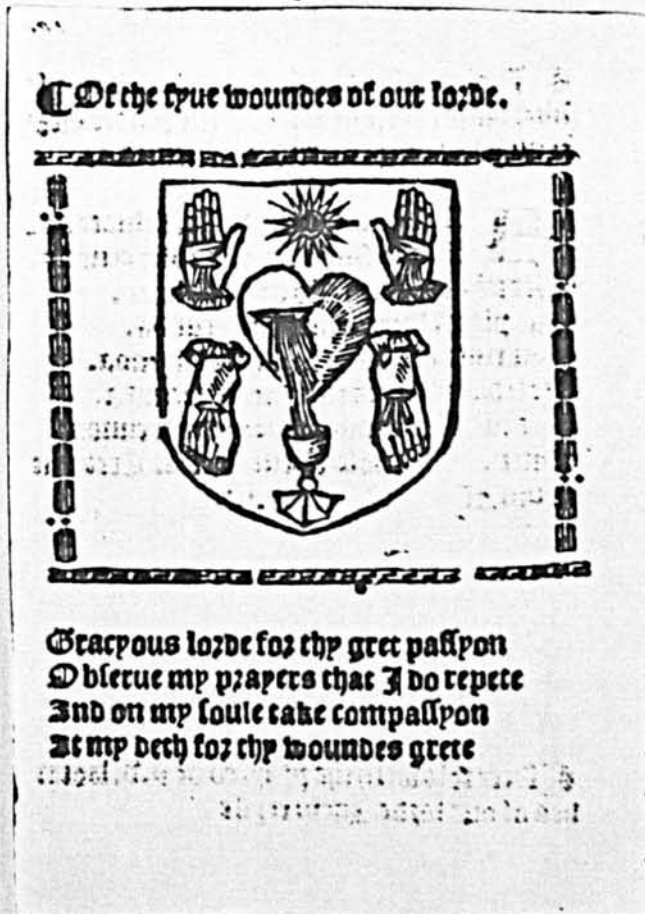 ¶ Of the fyue woundes of our lorde.
Gracyous lorde for thy gret passyon
Obserue my prayers that I do repete
And on my soule take compassyon
At my deth for thy woundes grete